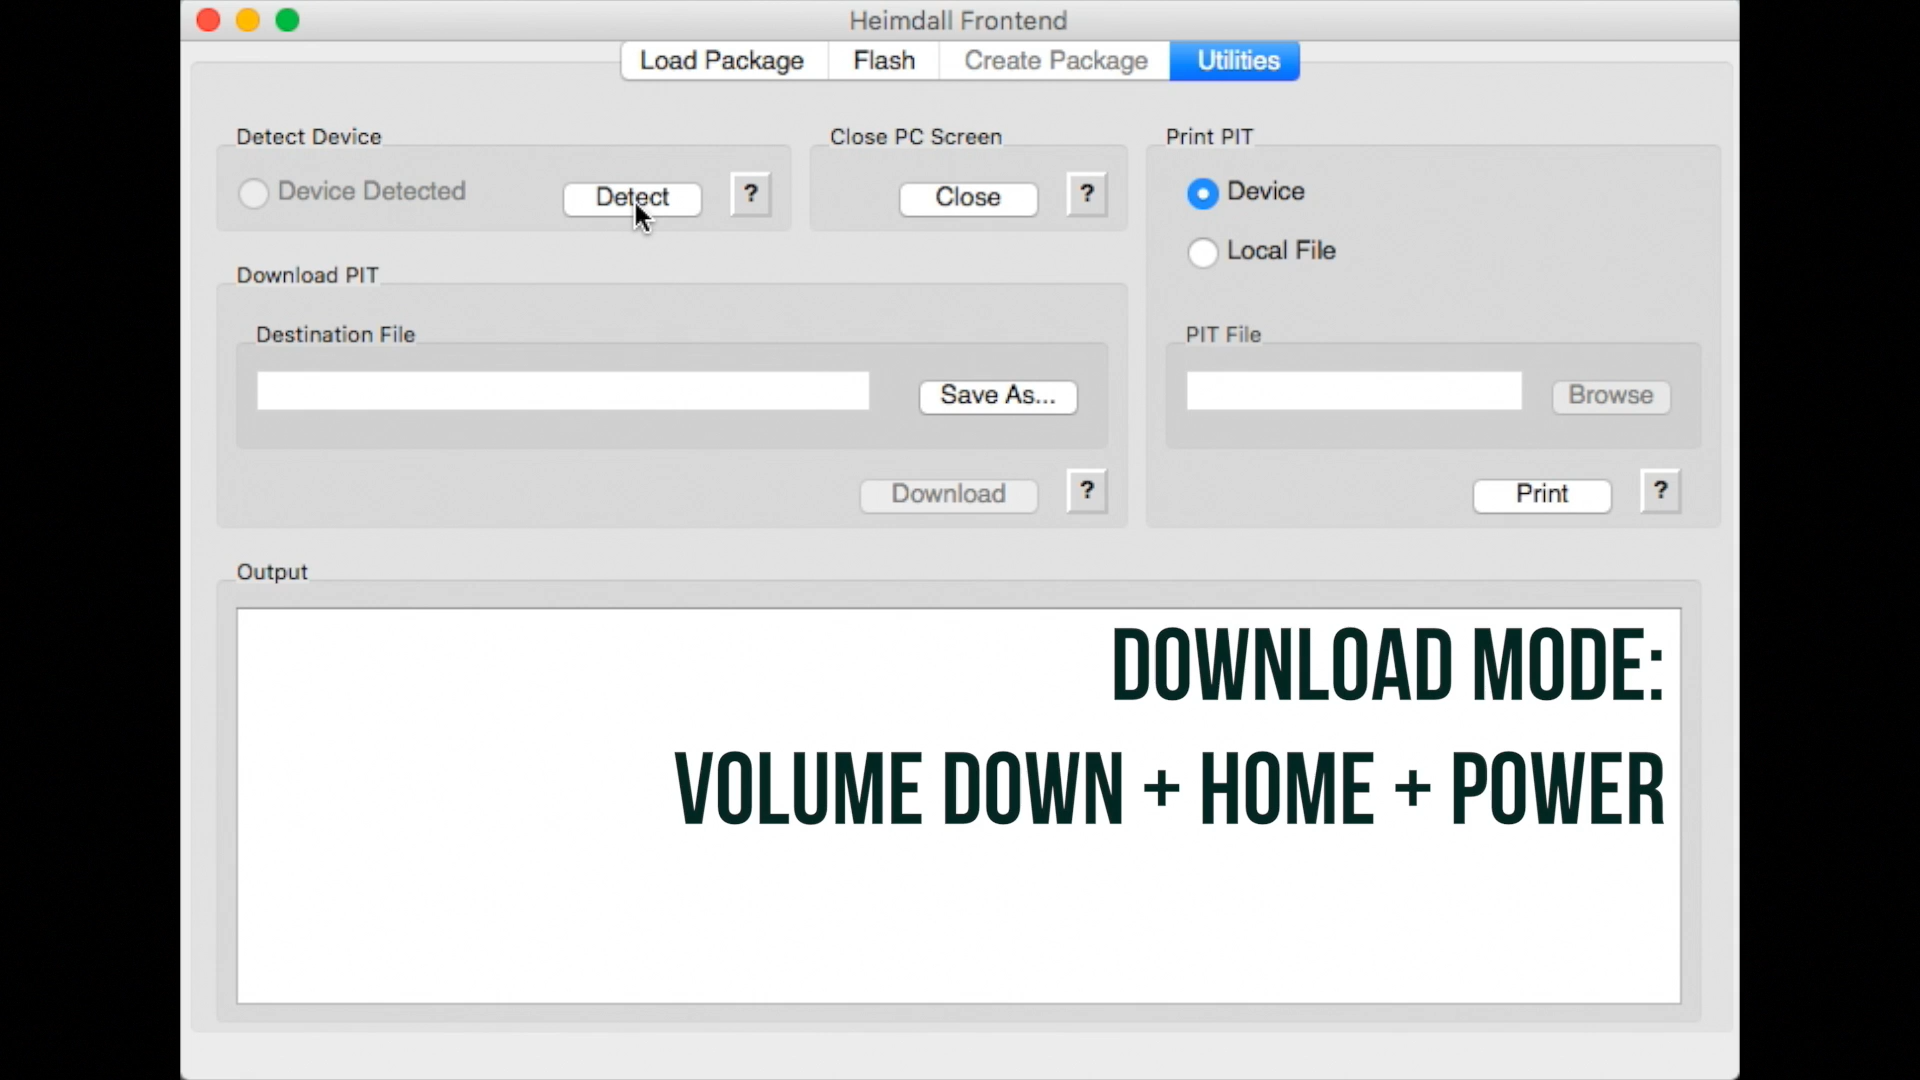 Heimdall Frontend
Load Package Flash Create Package Utilities
Detect Device
Device Detected Detect ?
Close PC Screen
Close ?
Print PIT
Device
Local File
Download PIT
Destination File
Save As...
Download ?
PIT File
Browse
Print ?
Output
DOWNLOAD MODE:
VOLUME DOWN + HOME + POWER